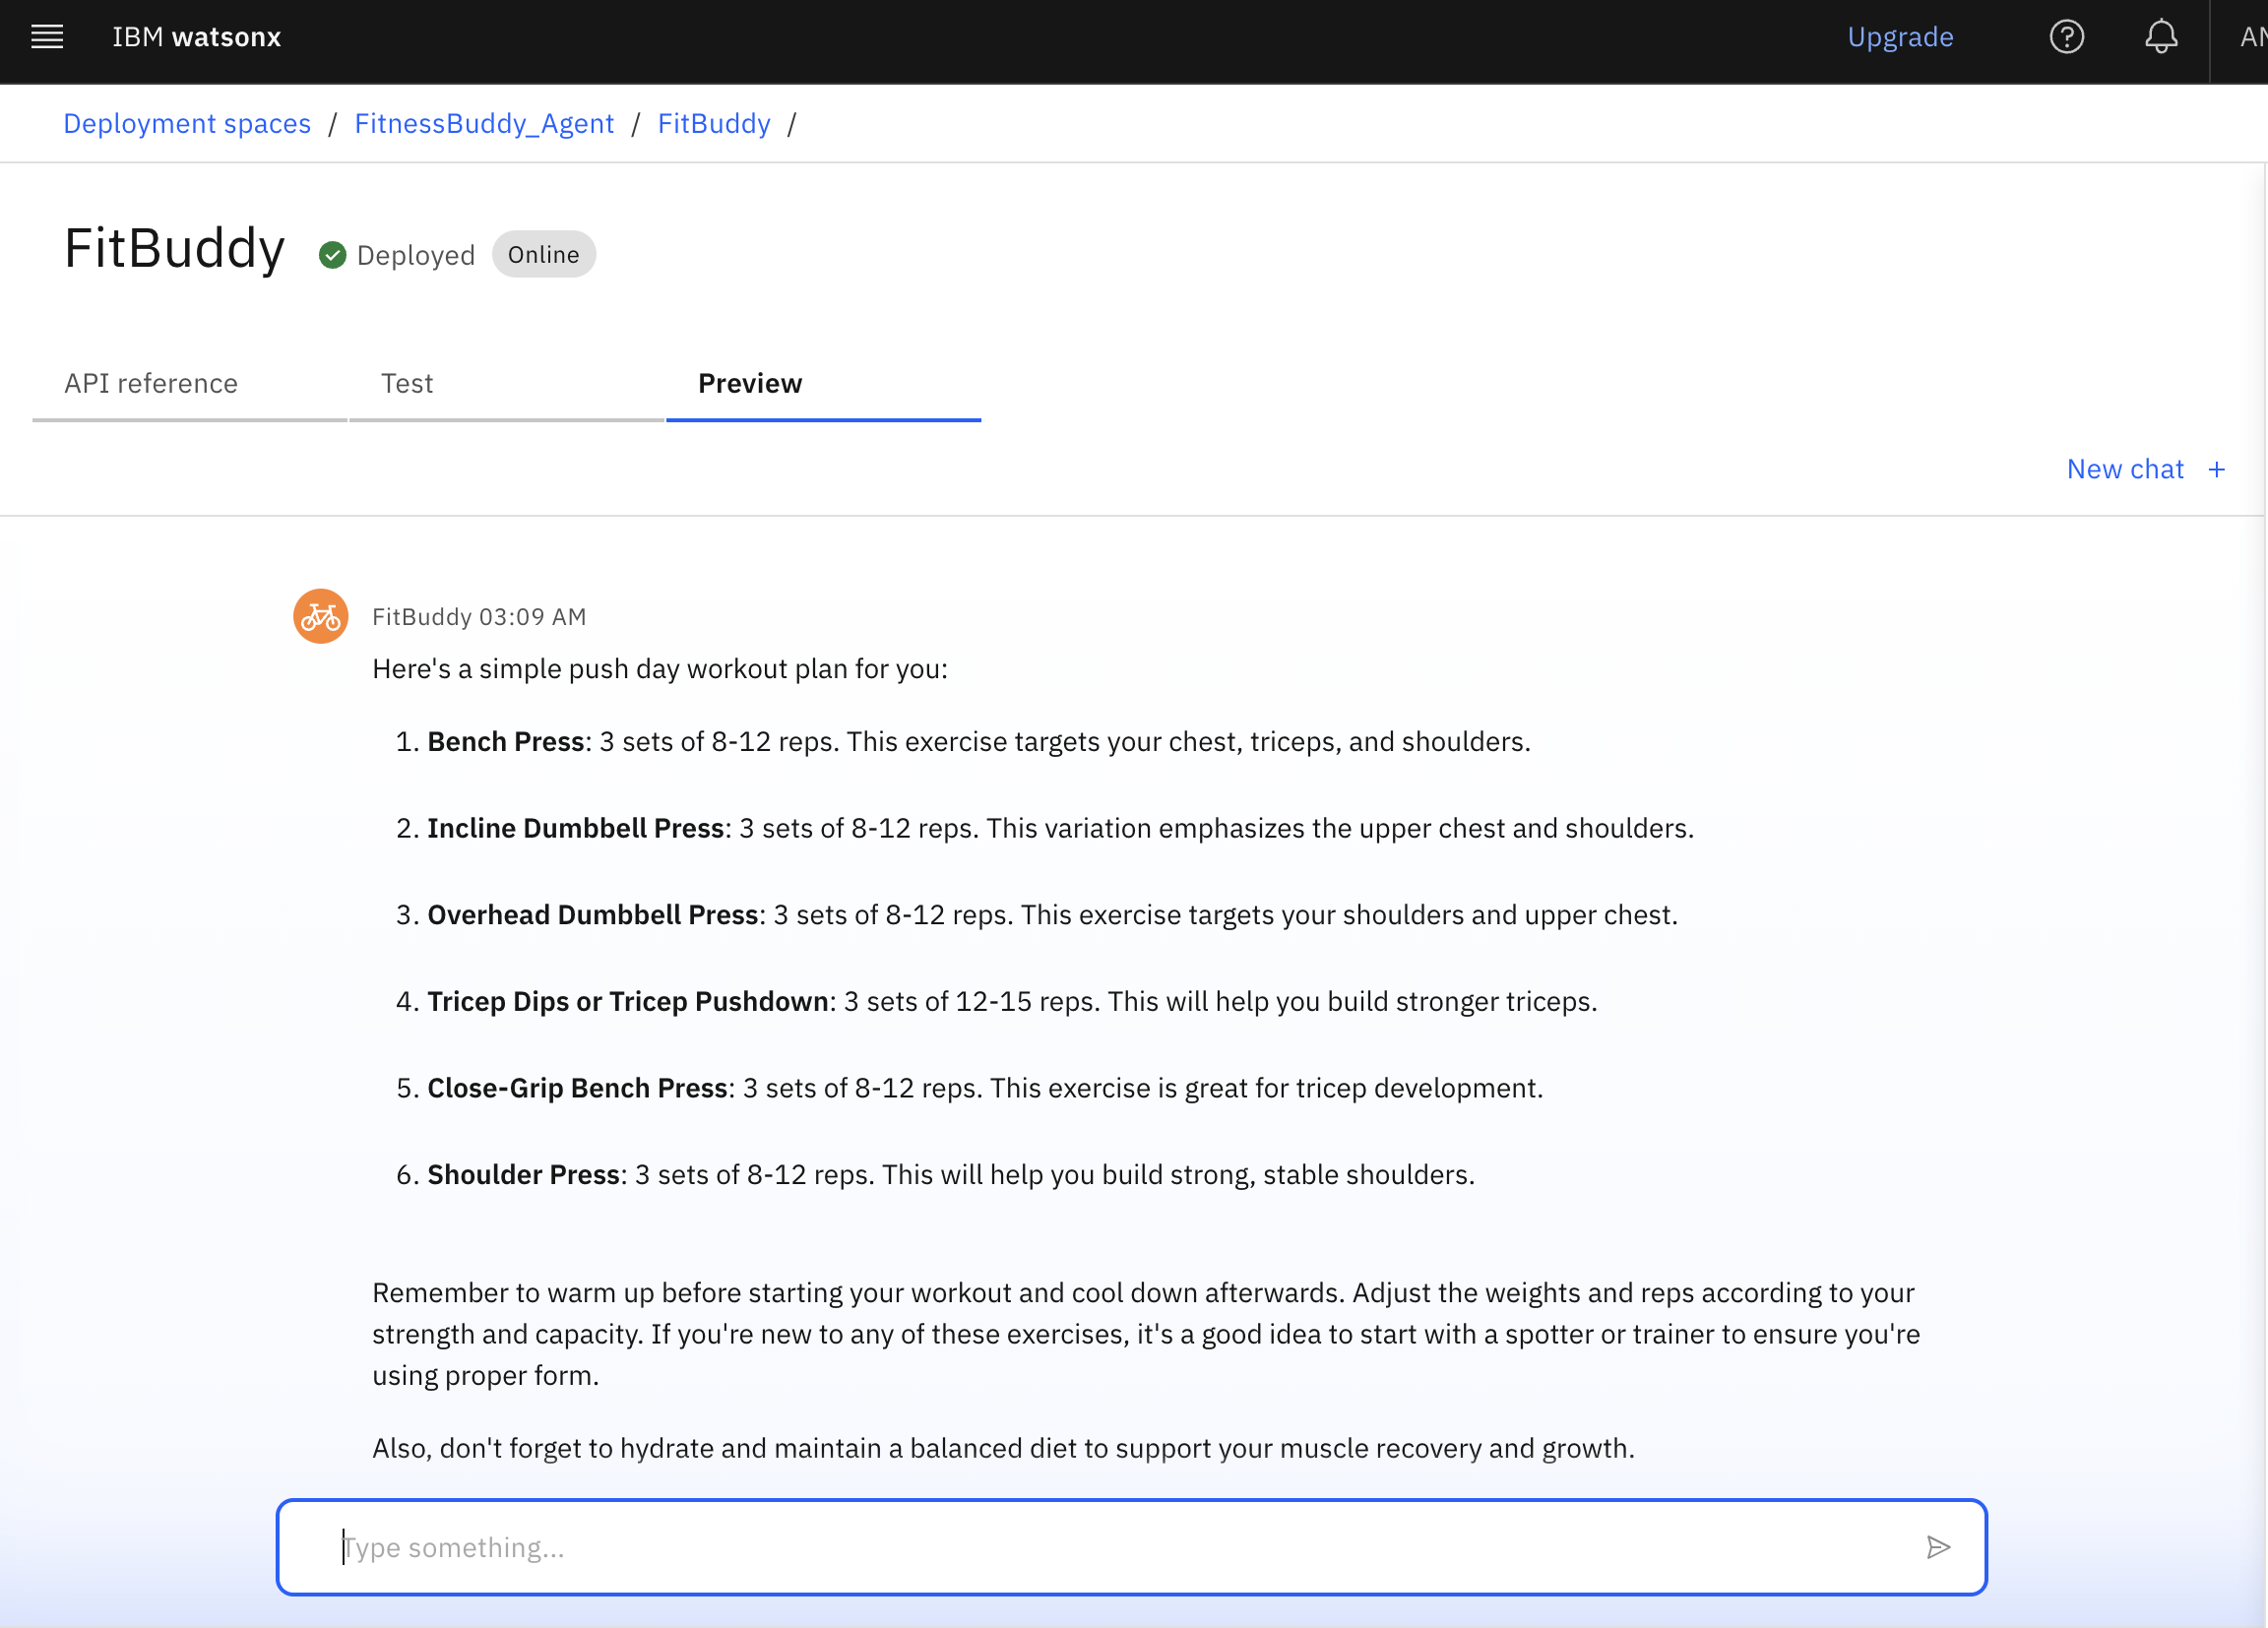 IBM watsonx
Upgrade
Deployment spaces / FitnessBuddy_Agent / FitBuddy /
FitBuddy Deployed Online
API reference Test Preview
New chat +
FitBuddy 03:09 AM
Here's a simple push day workout plan for you:
1. Bench Press: 3 sets of 8-12 reps. This exercise targets your chest, triceps, and shoulders.
2. Incline Dumbbell Press: 3 sets of 8-12 reps. This variation emphasizes the upper chest and shoulders.
3. Overhead Dumbbell Press: 3 sets of 8-12 reps. This exercise targets your shoulders and upper chest.
4. Tricep Dips or Tricep Pushdown: 3 sets of 12-15 reps. This will help you build stronger triceps.
5. Close-Grip Bench Press: 3 sets of 8-12 reps. This exercise is great for tricep development.
6. Shoulder Press: 3 sets of 8-12 reps. This will help you build strong, stable shoulders.
Remember to warm up before starting your workout and cool down afterwards. Adjust the weights and reps according to your
strength and capacity. If you're new to any of these exercises, it's a good idea to start with a spotter or trainer to ensure you're
using proper form.
Also, don't forget to hydrate and maintain a balanced diet to support your muscle recovery and growth.
Type something...